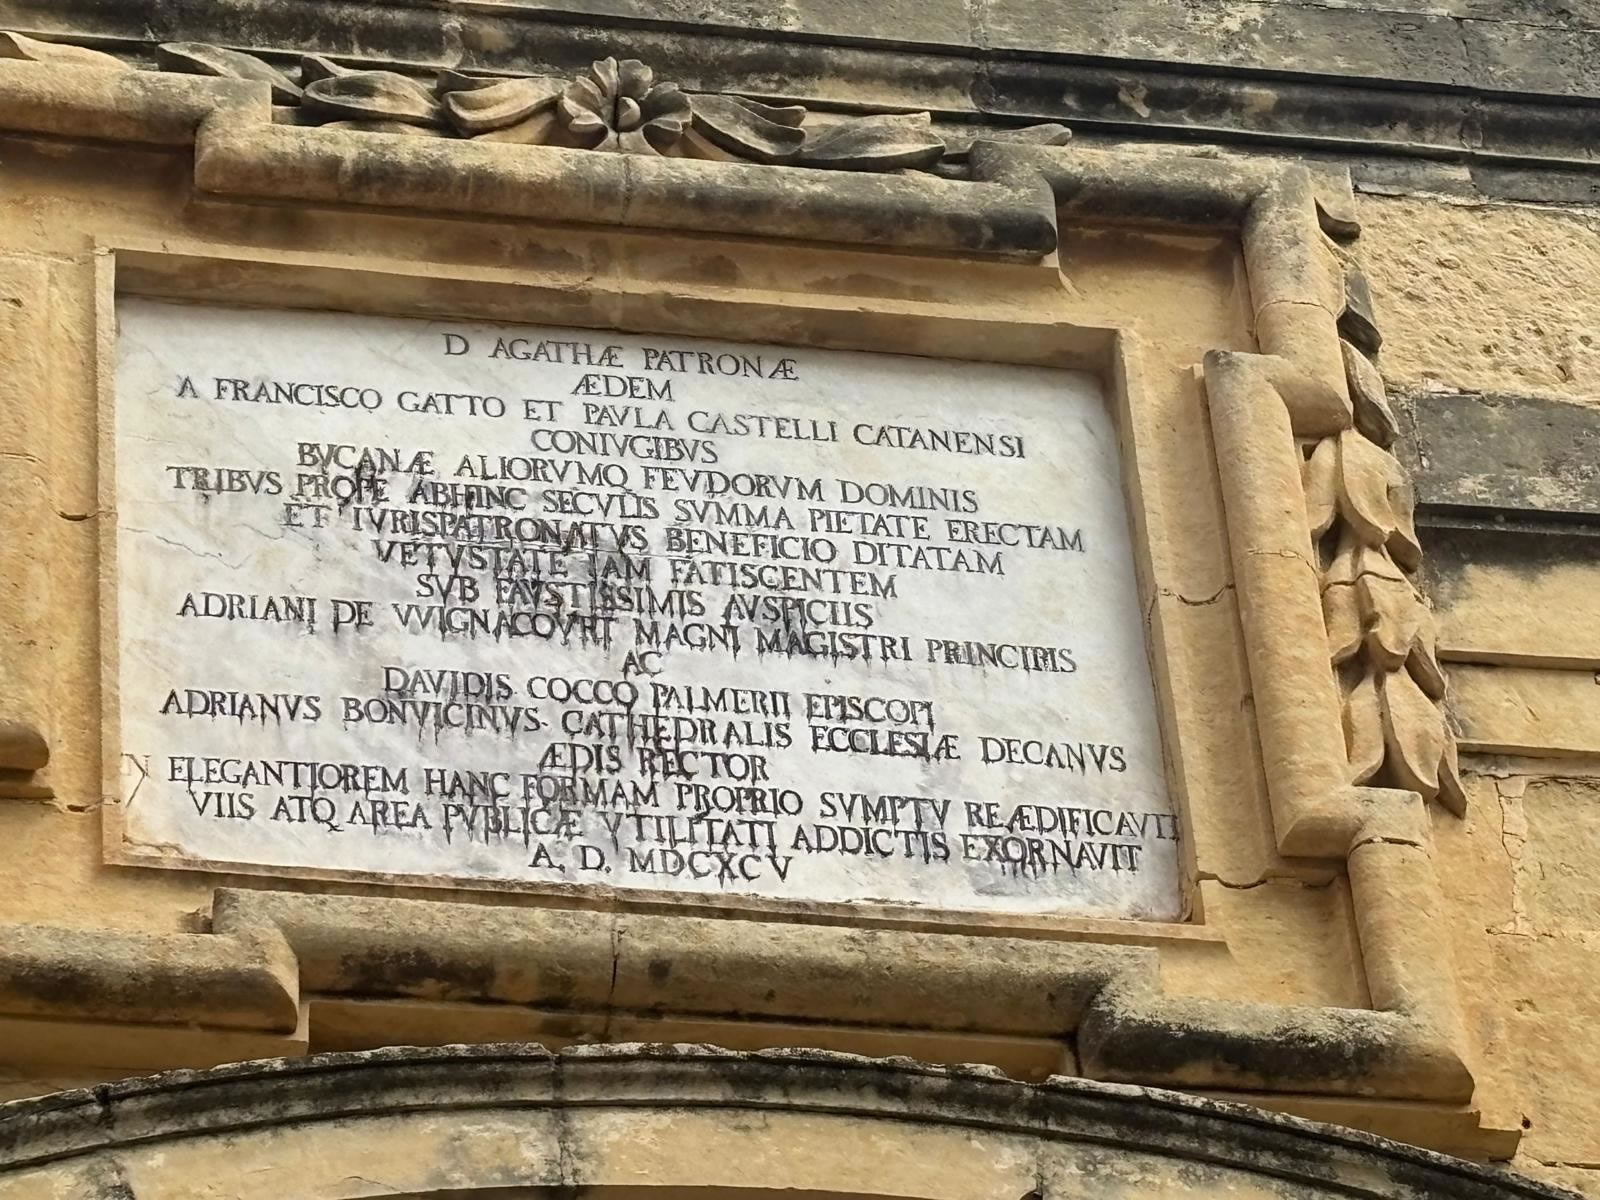 D AGATHÆ PATRONÆ
ÆDEM
A FRANCISCO GATTO ET PAVLA CASTELLI CATANENSI
CONIVGIBVS
BVCANÆ ALIORVMQ FEVDORVM DOMINIS
TRIBVS PROPE ABHINC SECVLIS SVMMA PIETATE ERECTAM
ET IVRISPATRONATVS BENEFICIO DITATAM
VETVSTATE IAM FATISCENTEM
SVB FAVSTISSIMIS AVSPICIIS
ADRIANI DE VVIGNACOVRT MAGNI MAGISTRI PRINCIPIS
AC
DAVIDIS COCCO PALMERII EPISCOPI
ADRIANVS BONVICINVS CATHEDRALIS ECCLESIÆ DECANVS
ÆDIS RECTOR
IN ELEGANTIOREM HANC FORMAM PROPRIO SVMPTV REÆDIFICAVIT
VIIS ATQ AREA PVBLICÆ VTILITATI ADDICTIS EXORNAVIT
A. D. MDCXCV